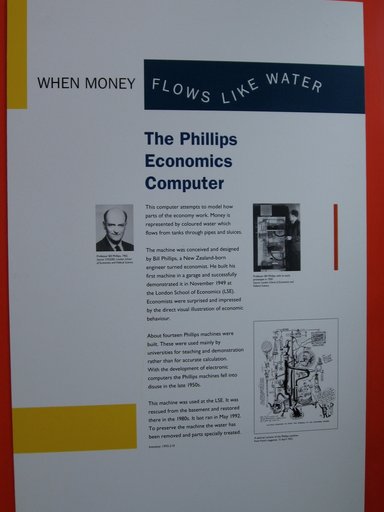 WHEN MONEY FLOWS LIKE WATER
The Phillips
Economics
Computer
This computer attempts to model how
parts of the economy work. Money is
represented by coloured water which
flows from tanks through pipes and sluices.
The machine was conceived and designed
by Bill Phillips, a New Zealand-born
engineer turned economist. He built his
first machine in a garage and successfully
demonstrated it in November 1949 at
the London School of Economics (LSE).
Economists were surprised and impressed
by the direct visual illustration of economic
behaviour.
About fourteen Phillips machines were
built. These were used mainly by
universities for teaching and demonstration
rather than for accurate calculation.
With the development of electronic
computers the Phillips machines fell into
disuse in the late 1950s.
This machine was used at the LSE. It was
rescued from the basement and restored
there in the 1980s. It last ran in May 1992.
To preserve the machine the water has
been removed and parts specially treated.